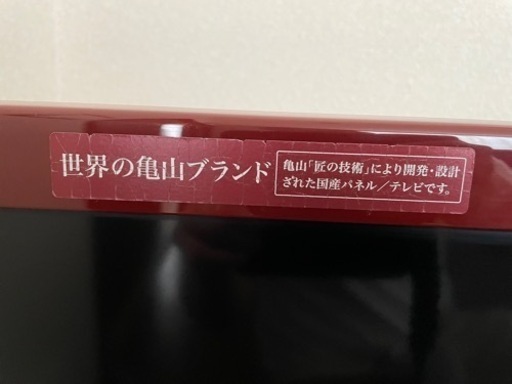 世界の亀山ブランド
亀山「匠の技術」により開発・設計
された国産パネル／テレビです。